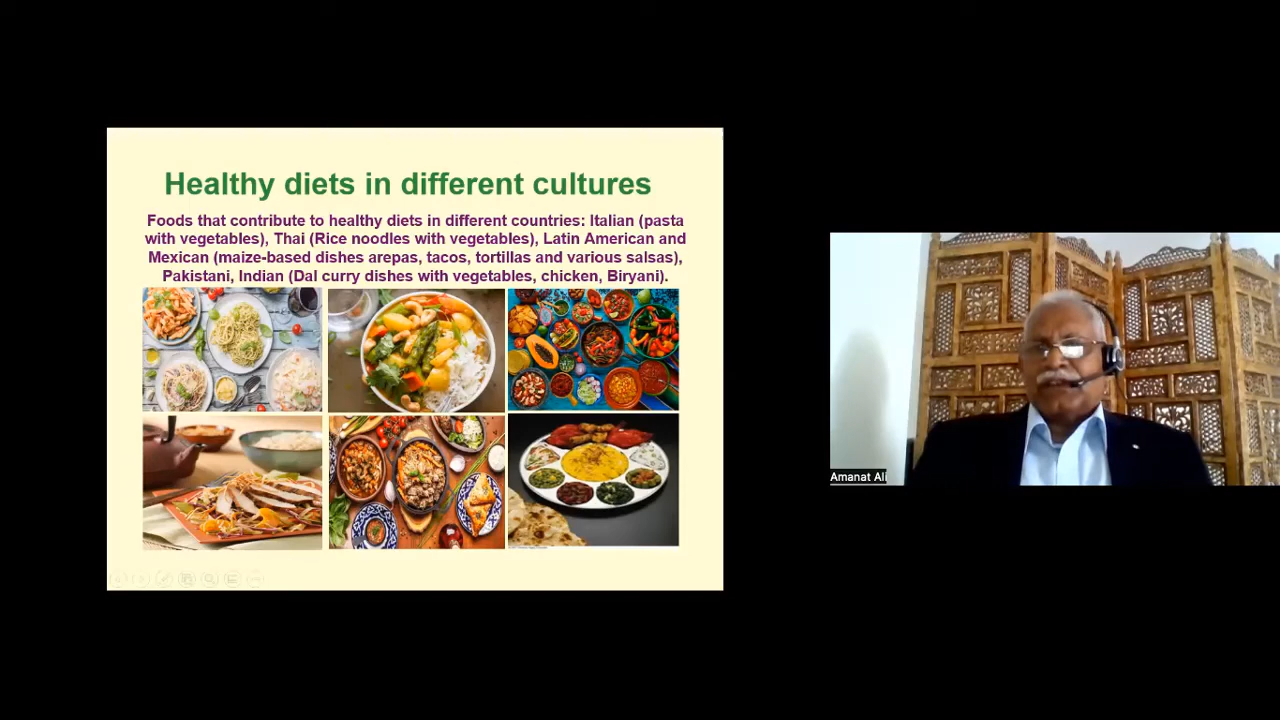 Healthy diets in different cultures
Foods that contribute to healthy diets in different countries: Italian (pasta
with vegetables), Thai (Rice noodles with vegetables), Latin American and
Mexican (maize-based dishes arepas, tacos, tortillas and various salsas),
Pakistani, Indian (Dal curry dishes with vegetables, chicken, Biryani).
Amanat Ali